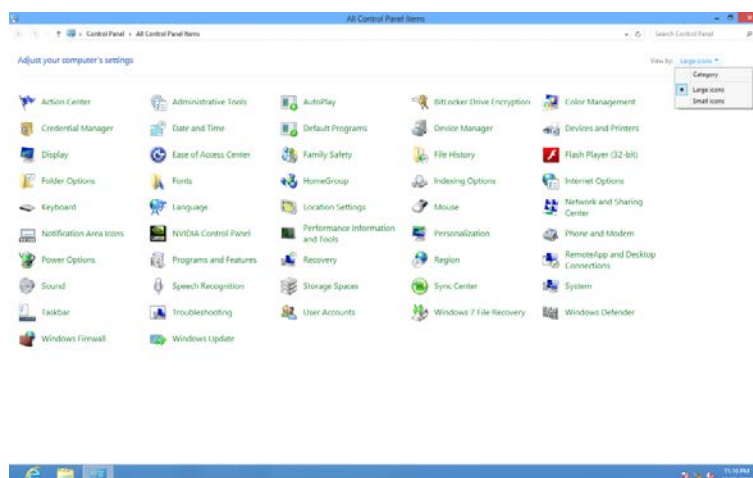 All Control Panel Items
Control Panel › All Control Panel Items
Search Control Panel
Adjust your computer's settings
View by: Large icons
Category
Large icons
Small icons
Action Center
Administrative Tools
AutoPlay
BitLocker Drive Encryption
Color Management
Credential Manager
Date and Time
Default Programs
Device Manager
Devices and Printers
Display
Ease of Access Center
Family Safety
File History
Flash Player (32-bit)
Folder Options
Fonts
HomeGroup
Indexing Options
Internet Options
Keyboard
Language
Location Settings
Mouse
Network and Sharing
Center
Notification Area Icons
NVIDIA Control Panel
Performance Information
and Tools
Personalization
Phone and Modem
Power Options
Programs and Features
Recovery
Region
RemoteApp and Desktop
Connections
Sound
Speech Recognition
Storage Spaces
Sync Center
System
Taskbar
Troubleshooting
User Accounts
Windows 7 File Recovery
Windows Defender
Windows Firewall
Windows Update
11:16 PM